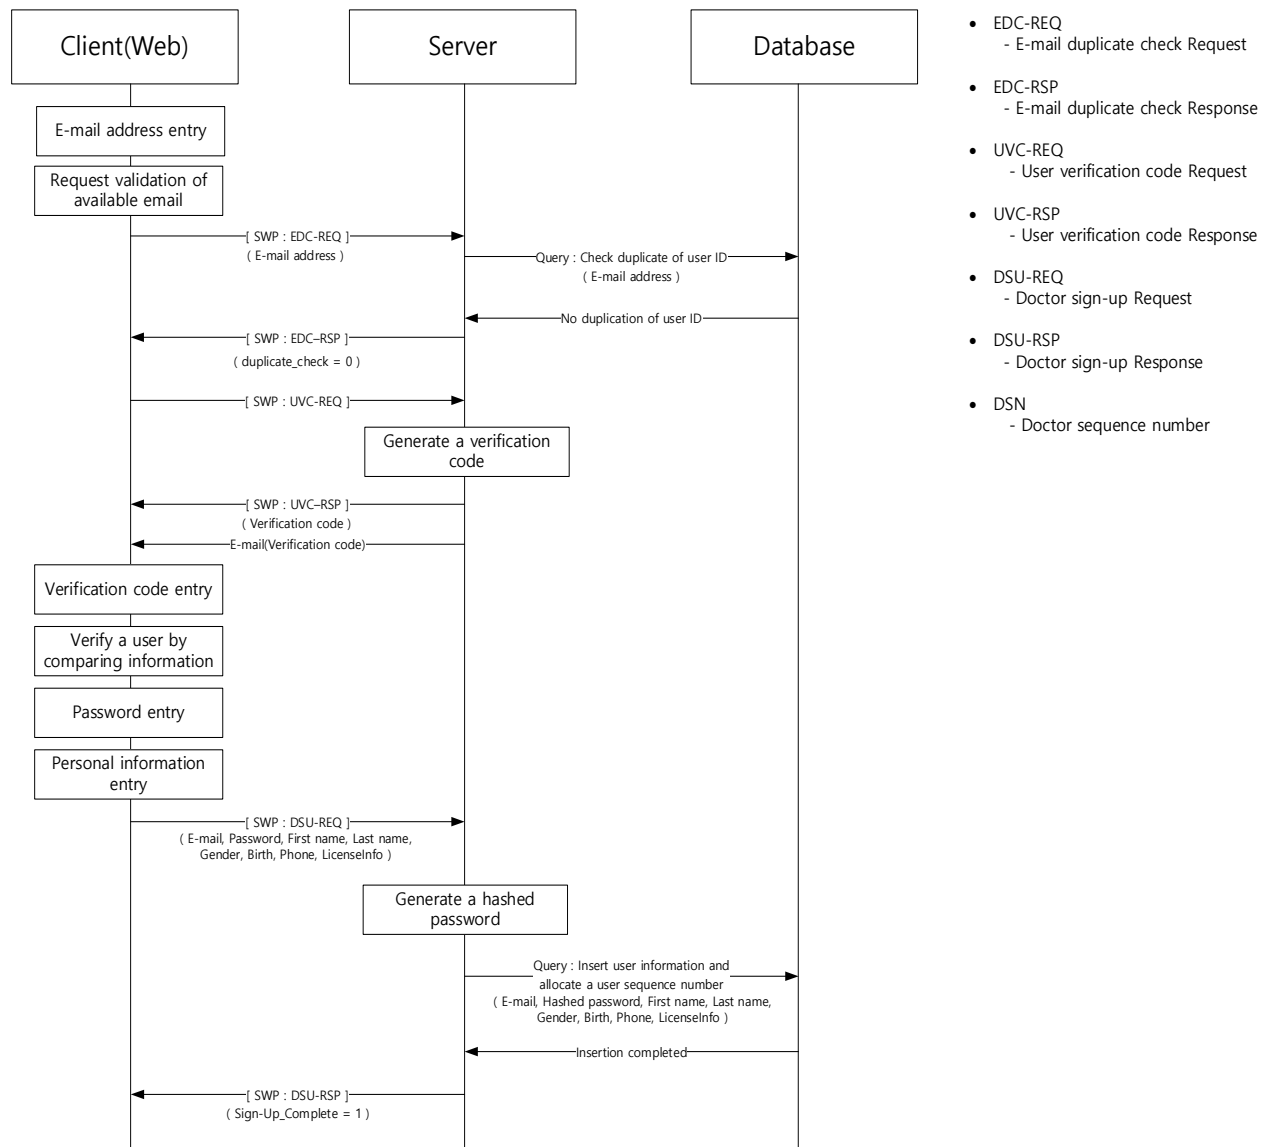 Client(Web)
Server
Database
E-mail address entry
Request validation of
available email
[ SWP : EDC-REQ ]
( E-mail address )
Query : Check duplicate of user ID
( E-mail address )
No duplication of user ID
[ SWP : EDC–RSP ]
( duplicate_check = 0 )
[ SWP : UVC-REQ ]
Generate a verification
code
[ SWP : UVC–RSP ]
( Verification code )
E-mail(Verification code)
Verification code entry
Verify a user by
comparing information
Password entry
Personal information
entry
[ SWP : DSU-REQ ]
( E-mail, Password, First name, Last name,
Gender, Birth, Phone, LicenseInfo )
Generate a hashed
password
Query : Insert user information and
allocate a user sequence number
( E-mail, Hashed password, First name, Last name,
Gender, Birth, Phone, LicenseInfo )
Insertion completed
[ SWP : DSU-RSP ]
( Sign-Up_Complete = 1 )
• EDC-REQ
- E-mail duplicate check Request
• EDC-RSP
- E-mail duplicate check Response
• UVC-REQ
- User verification code Request
• UVC-RSP
- User verification code Response
• DSU-REQ
- Doctor sign-up Request
• DSU-RSP
- Doctor sign-up Response
• DSN
- Doctor sequence number